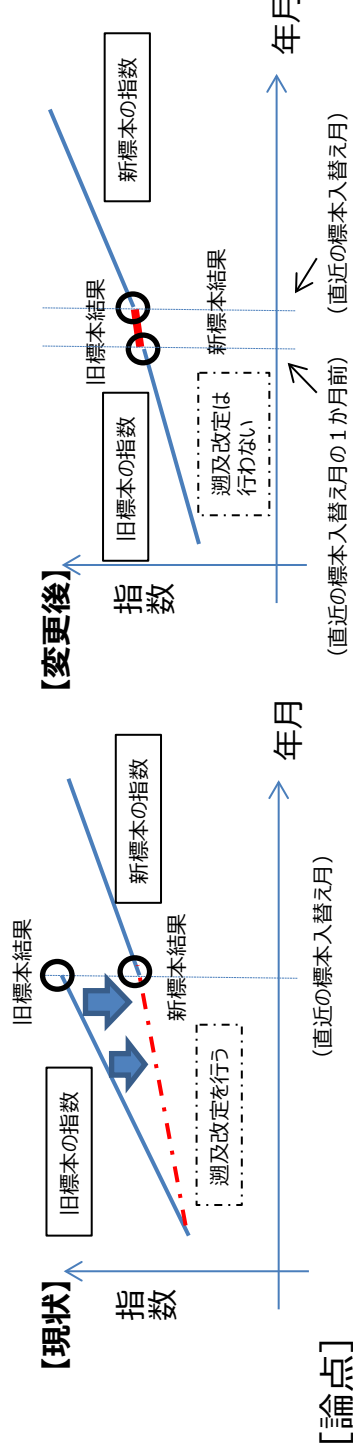 【現状】
指数
旧標本の指数
旧標本結果
新標本の指数
新標本結果
遡及改定を行う
年月
（直近の標本入替え月）
【変更後】
指数
旧標本の指数
旧標本結果
新標本の指数
新標本結果
遡及改定は
行わない
年月
（直近の標本入替え月の１か月前）
（直近の標本入替え月）
［論点］